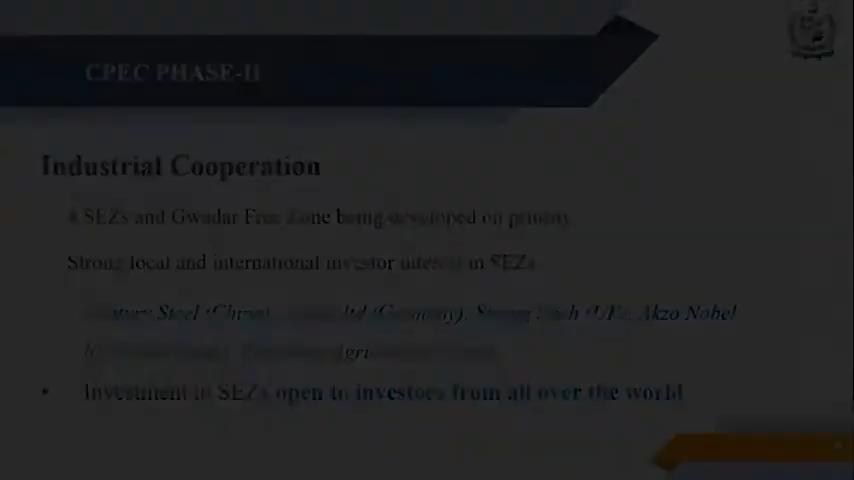 CPEC PHASE-II
Industrial Cooperation
4 SEZs and Gwadar Free Zone being developed on priority
Strong local and international investor interest in SEZs
Century Steel (China), (Germany), (UK), Akzo Nobel
• Investment in SEZs open to investors from all over the world